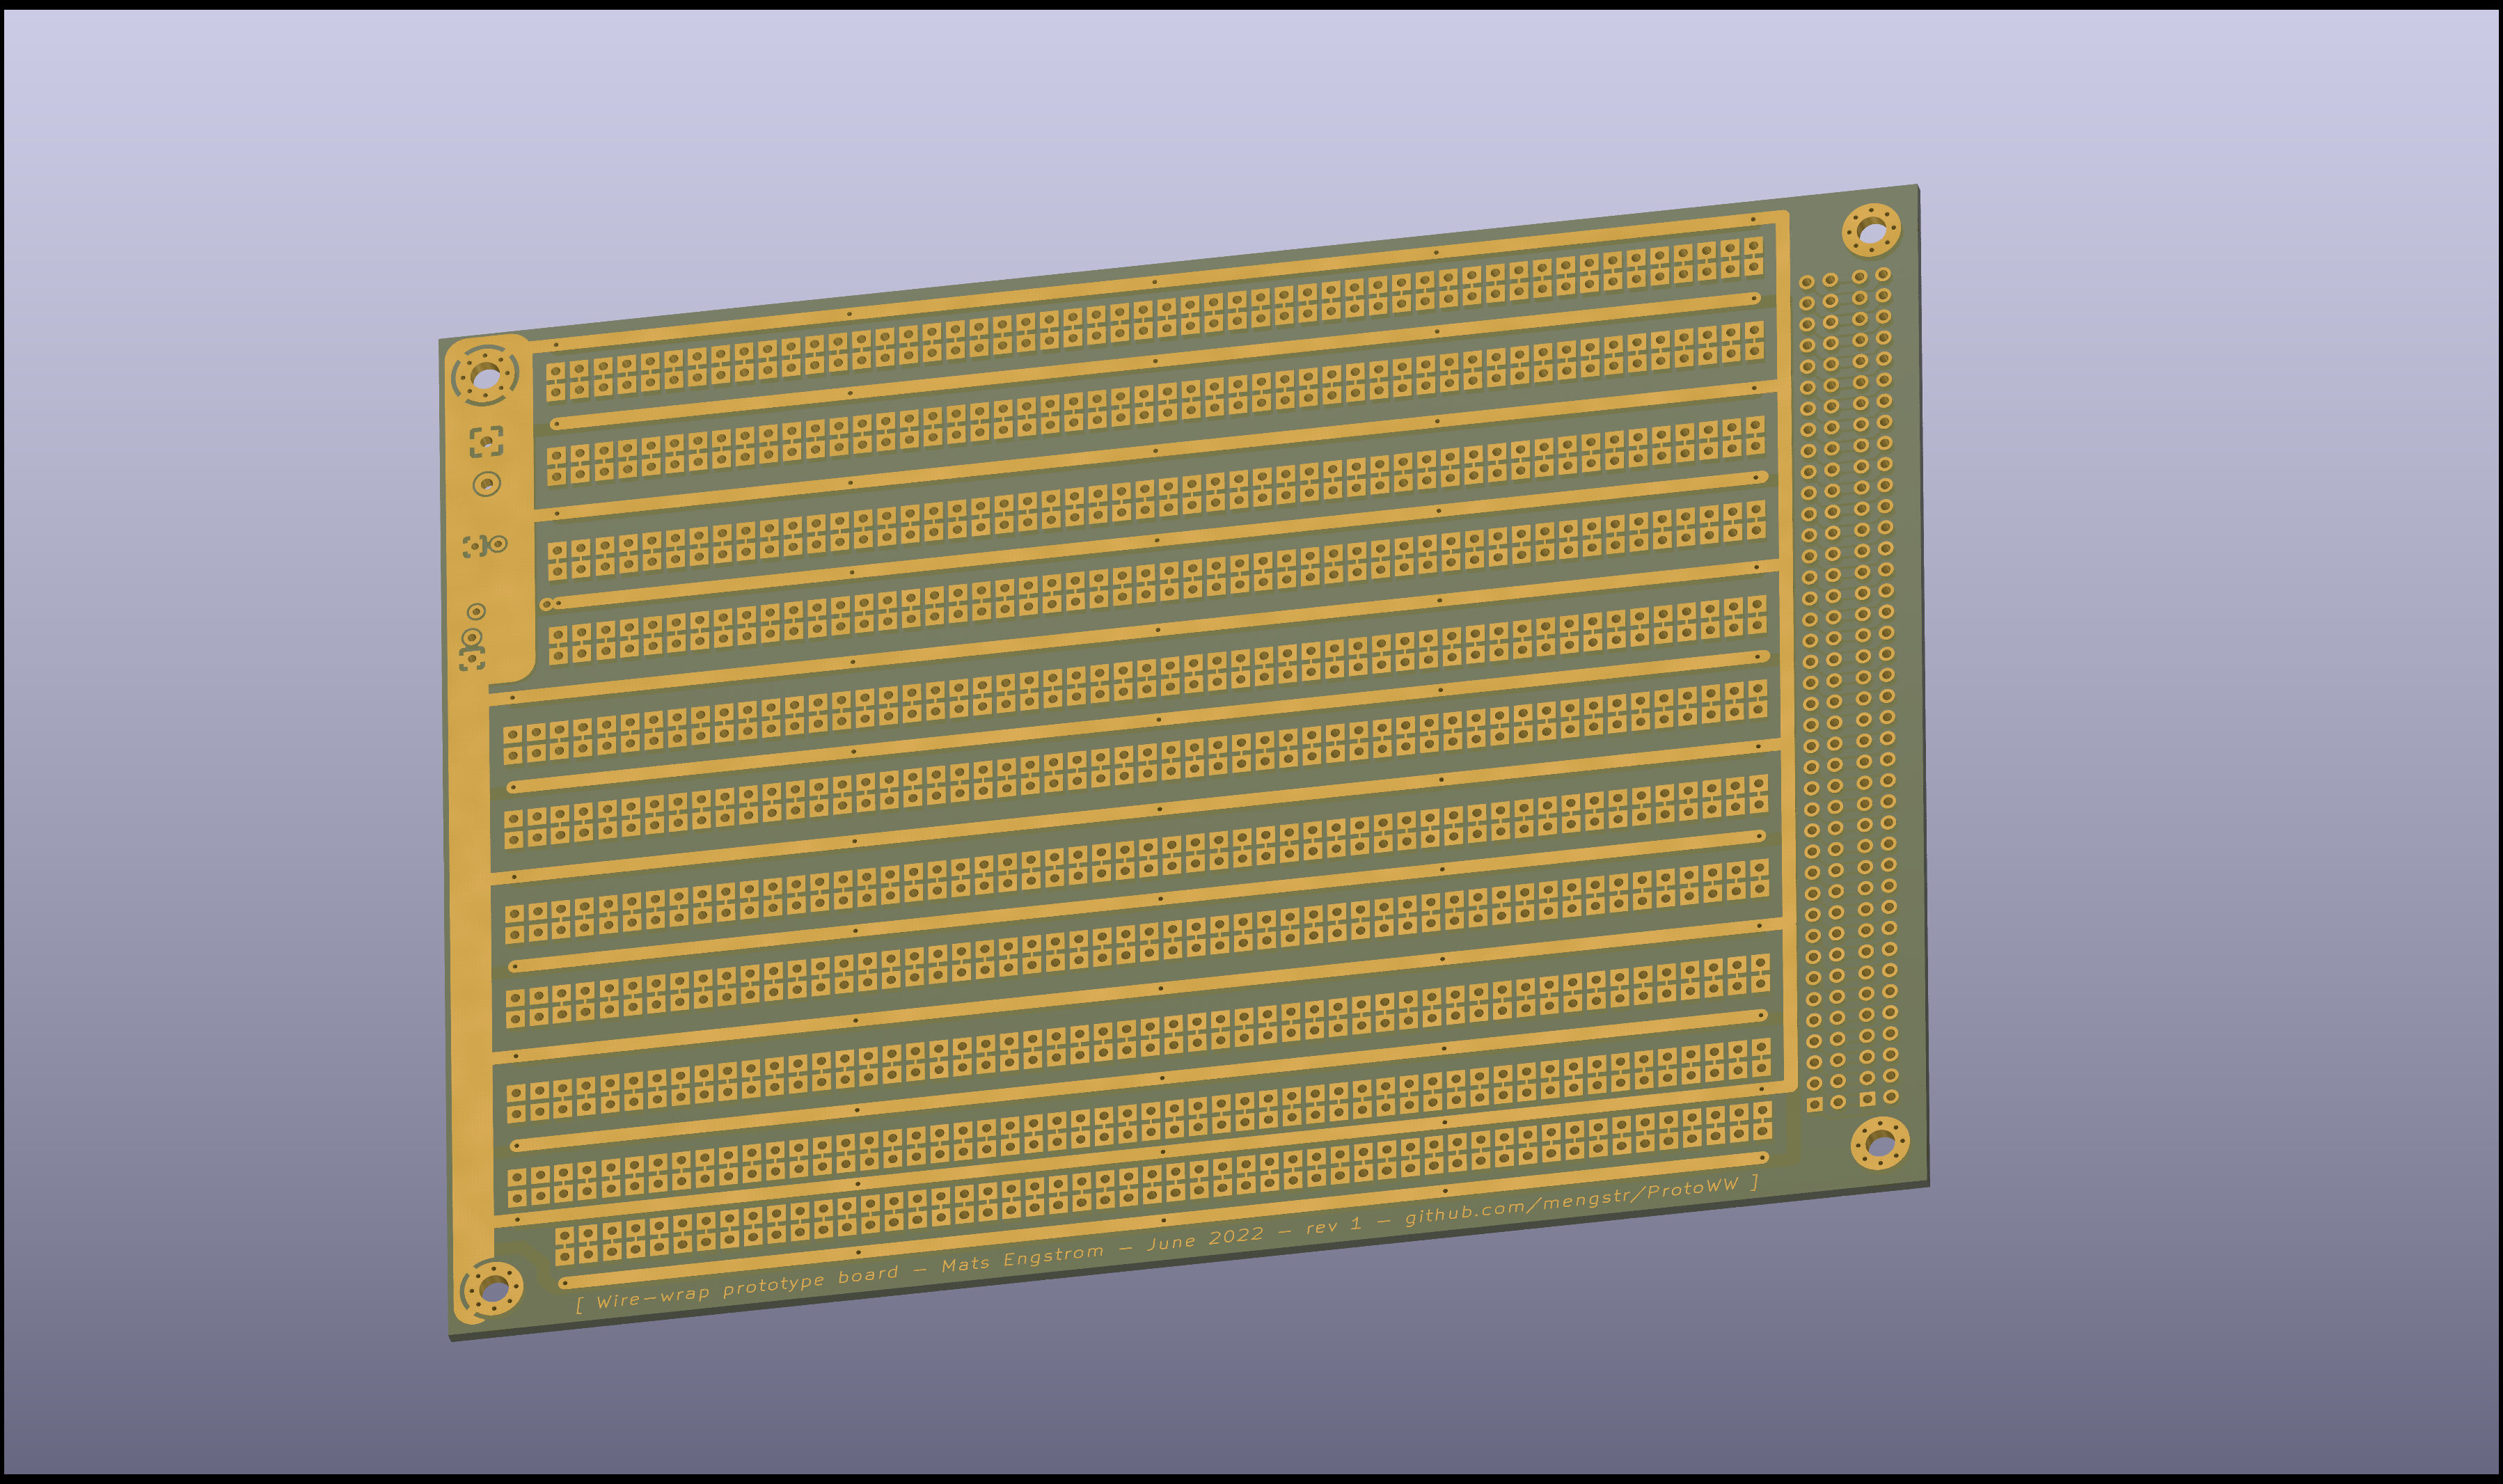 [ Wire-wrap prototype board - Mats Engstrom - June 2022 - rev 1 - github.com/mengstr/ProtoWW ]